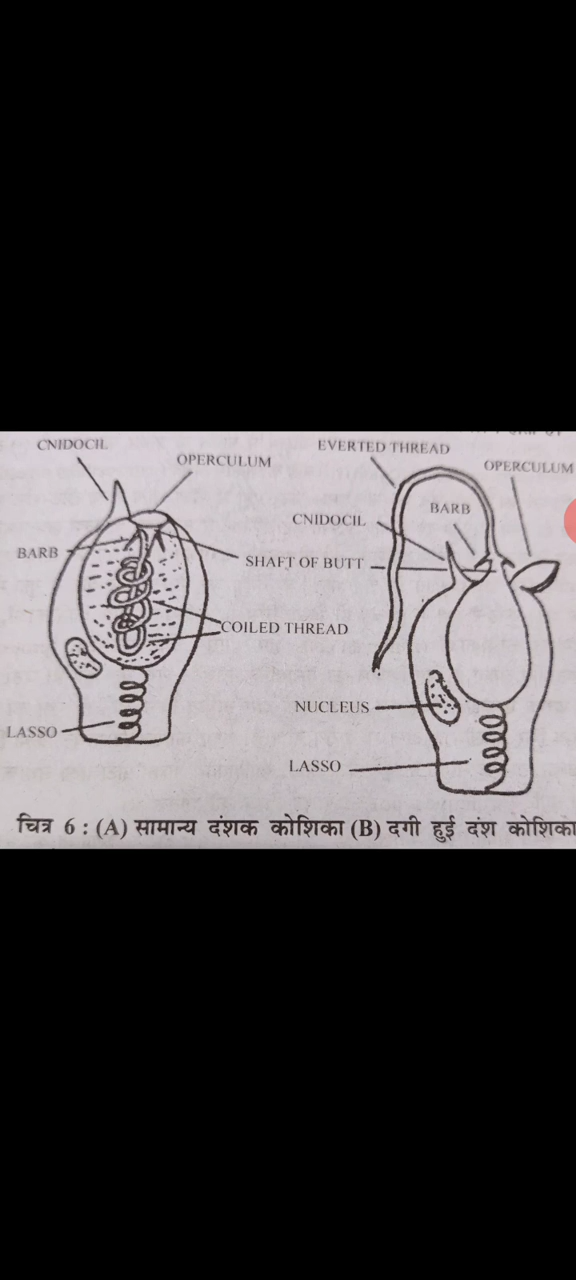 CNIDOCIL
OPERCULUM
BARB
SHAFT OF BUTT
COILED THREAD
LASSO
EVERTED THREAD
OPERCULUM
CNIDOCIL
BARB
NUCLEUS
LASSO
चित्र 6 : (A) सामान्य दंशक कोशिका (B) दगी हुई दंश कोशिका